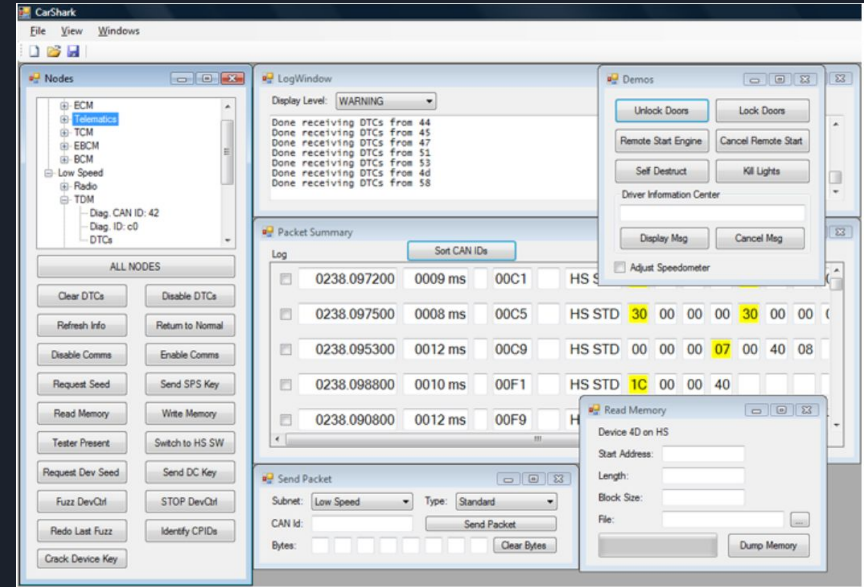 CarShark
File View Windows
Nodes
ECM
Telematics
TCM
EBCM
BCM
Low Speed
Radio
TDM
Diag. CAN ID: 42
Diag. ID: c0
DTCs
ALL NODES
Clear DTCs Disable DTCs
Refresh Info Return to Normal
Disable Comms Enable Comms
Request Seed Send SPS Key
Read Memory Write Memory
Tester Present Switch to HS SW
Request Dev Seed Send DC Key
Fuzz DevCtrl STOP DevCtrl
Redo Last Fuzz Identify CPIDs
Crack Device Key
LogWindow
Display Level: WARNING
Done receiving DTCs from 44
Done receiving DTCs from 45
Done receiving DTCs from 47
Done receiving DTCs from 51
Done receiving DTCs from 53
Done receiving DTCs from 4d
Done receiving DTCs from 58
Demos
Unlock Doors Lock Doors
Remote Start Engine Cancel Remote Start
Self Destruct Kill Lights
Driver Information Center
Display Msg Cancel Msg
Adjust Speedometer
Packet Summary
Log Sort CAN IDs
0238.097200 0009 ms 00C1 HS S
0238.097500 0008 ms 00C5 HS STD 30 00 00 00 30 00 00
0238.095300 0012 ms 00C9 HS STD 00 00 00 07 00 40 08
0238.098800 0010 ms 00F1 HS STD 1C 00 00 40
0238.090800 0012 ms 00F9 H
Send Packet
Subnet: Low Speed Type: Standard
CAN Id: Send Packet
Bytes: Clear Bytes
Read Memory
Device 4D on HS
Start Address:
Length:
Block Size:
File: ...
Dump Memory